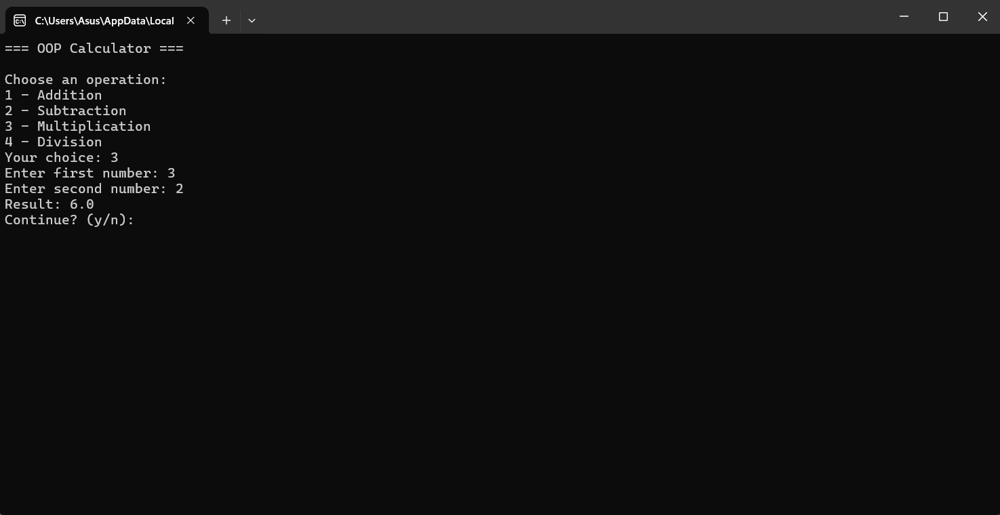 C:\Users\Asus\AppData\Local
=== OOP Calculator ===
Choose an operation:
1 - Addition
2 - Subtraction
3 - Multiplication
4 - Division
Your choice: 3
Enter first number: 3
Enter second number: 2
Result: 6.0
Continue? (y/n):